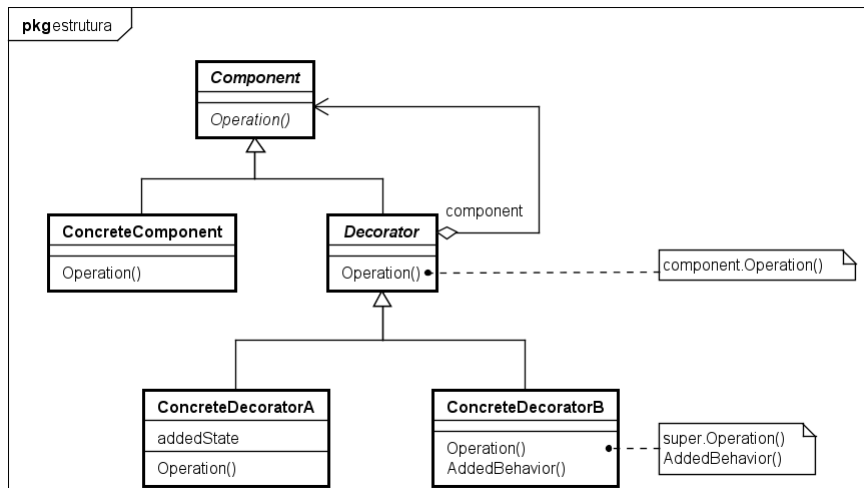 pkg estrutura
Component
Operation()
component
ConcreteComponent
Operation()
Decorator
Operation()
component.Operation()
ConcreteDecoratorA
addedState
Operation()
ConcreteDecoratorB
Operation()
AddedBehavior()
super.Operation()
AddedBehavior()